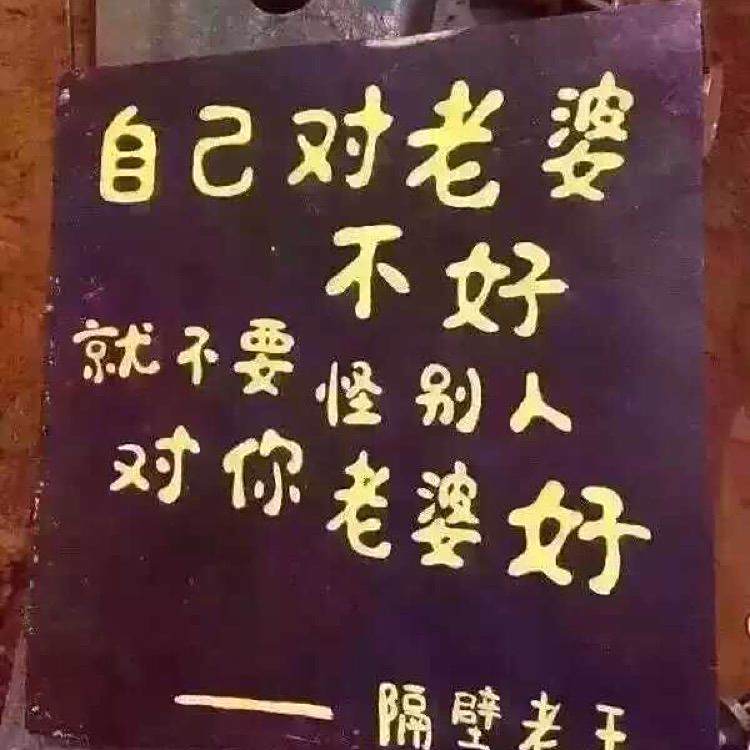 自己对老婆
不好
就不要怪别人
对你老婆好
——隔壁老王